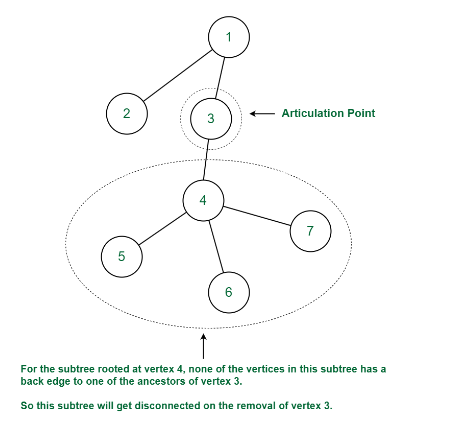 1
2
3
Articulation Point
4
7
5
6
For the subtree rooted at vertex 4, none of the vertices in this subtree has a
back edge to one of the ancestors of vertex 3.
So this subtree will get disconnected on the removal of vertex 3.